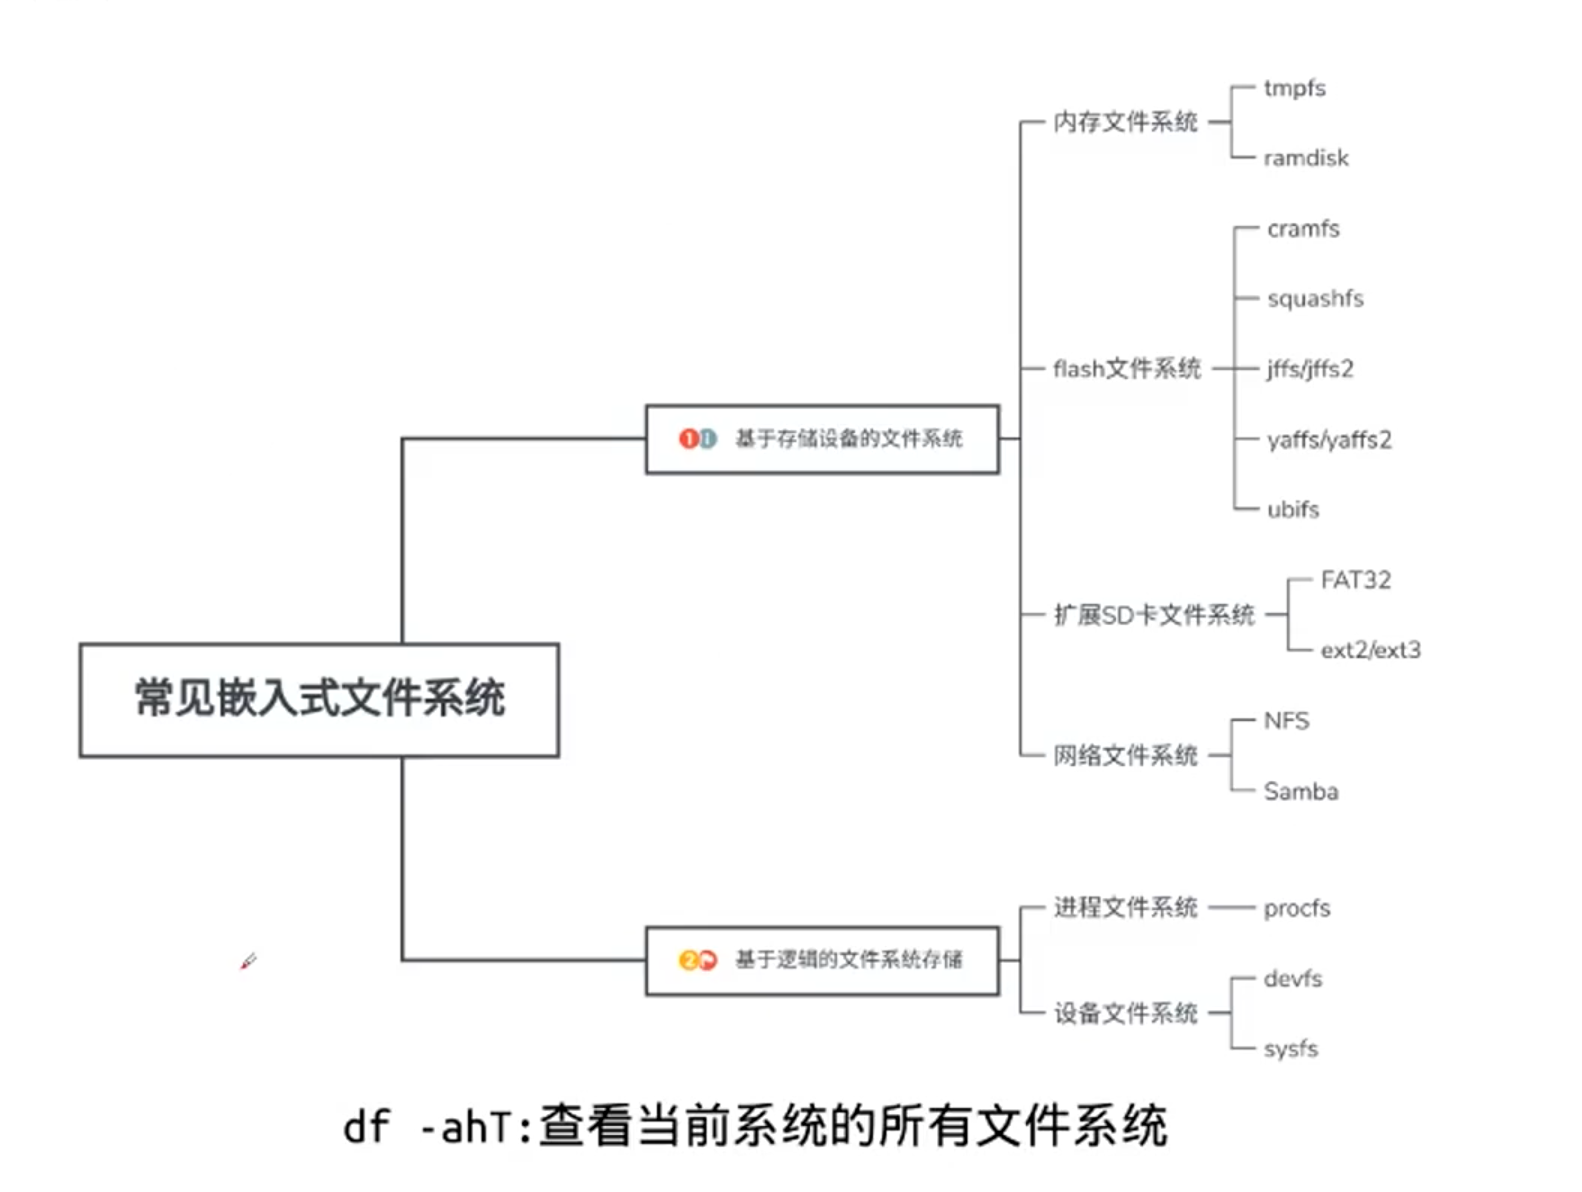 tmpfs
内存文件系统
ramdisk
cramfs
squashfs
flash文件系统
jffs/jffs2
yaffs/yaffs2
ubifs
1 i 基于存储设备的文件系统
FAT32
扩展SD卡文件系统
ext2/ext3
NFS
网络文件系统
Samba
常见嵌入式文件系统
进程文件系统
procfs
2 基于逻辑的文件系统存储
devfs
设备文件系统
sysfs
df -ahT:查看当前系统的所有文件系统